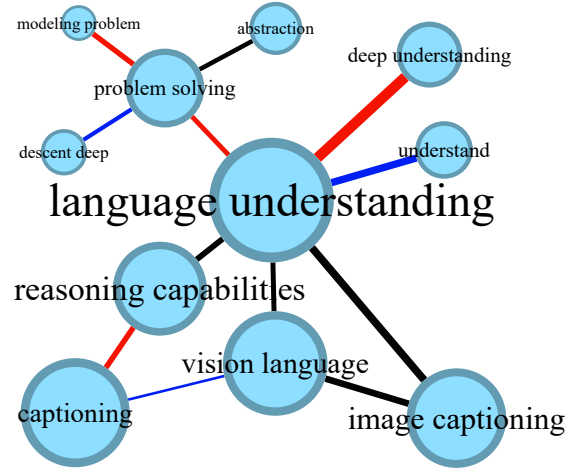 modeling problem
abstraction
deep understanding
problem solving
descent deep
understand
language understanding
reasoning capabilities
vision language
captioning
image captioning